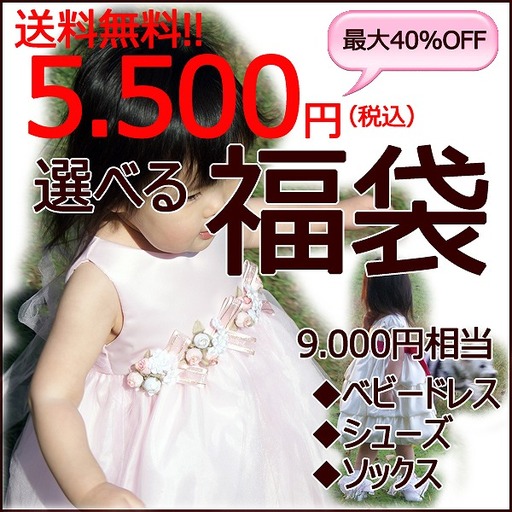 送料無料!!
最大40%OFF
5.500円(税込)
選べる福袋
9.000円相当
◆ベビードレス
◆シューズ
◆ソックス